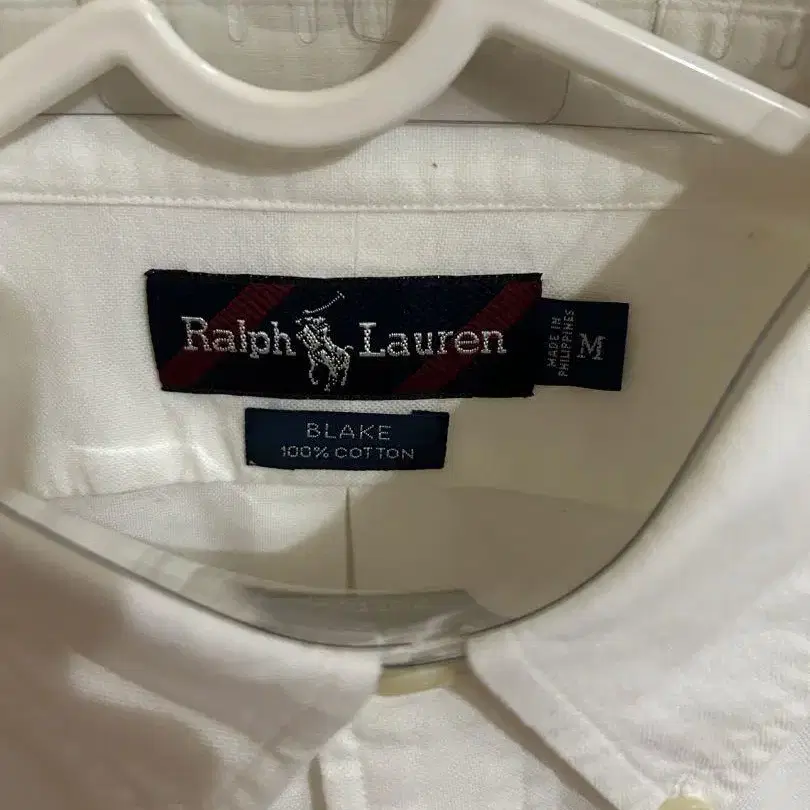 Ralph Lauren
MADE IN
PHILIPPINES
M
BLAKE
100% COTTON